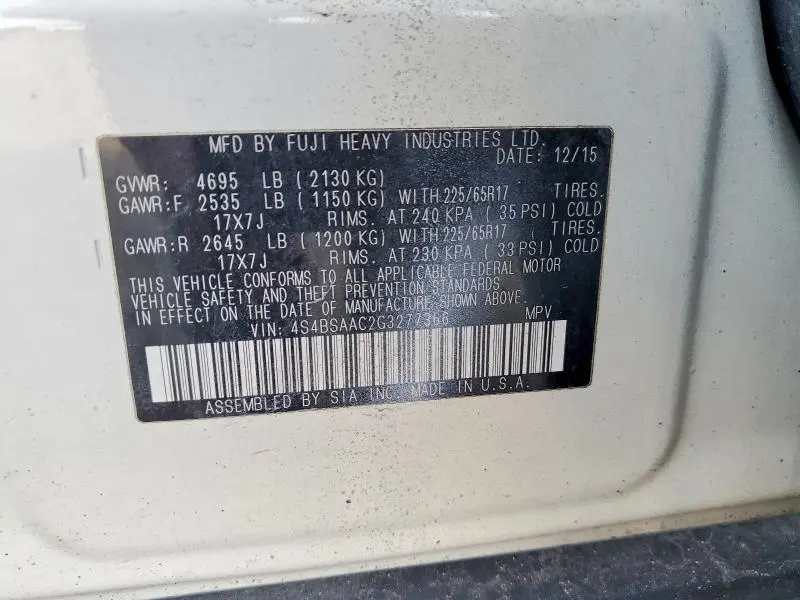 MFD BY FUJI HEAVY INDUSTRIES LTD.
DATE: 12/15
GVWR: 4695 LB ( 2130 KG)
GAWR:F 2535 LB ( 1150 KG) WITH 225/65R17 TIRES.
17X7J RIMS. AT 240 KPA ( 35 PSI) COLD
GAWR:R 2645 LB ( 1200 KG) WITH 225/65R17 TIRES.
17X7J RIMS. AT 230 KPA ( 33 PSI) COLD
THIS VEHICLE CONFORMS TO ALL APPLICABLE FEDERAL MOTOR
VEHICLE SAFETY AND THEFT PREVENTION STANDARDS
IN EFFECT ON THE DATE OF MANUFACTURE SHOWN ABOVE.
VIN: 4S4BSAAC2G3277366 MPV
ASSEMBLED BY SIA INC. MADE IN U.S.A.